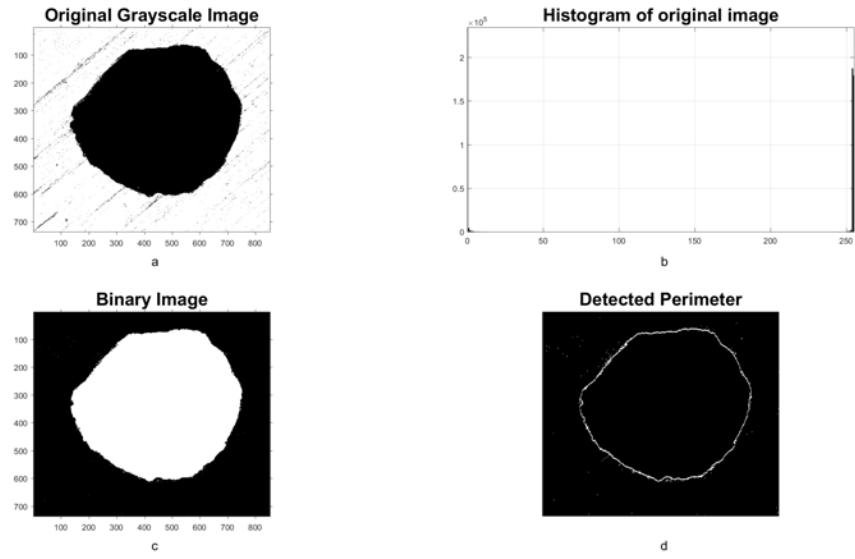 Original Grayscale Image
100
200
300
400
500
600
700
100 200 300 400 500 600 700 800
a
Histogram of original image
×10⁵
2
1.5
1
0.5
0
0 50 100 150 200 250
b
Binary Image
100
200
300
400
500
600
700
100 200 300 400 500 600 700 800
c
Detected Perimeter
d